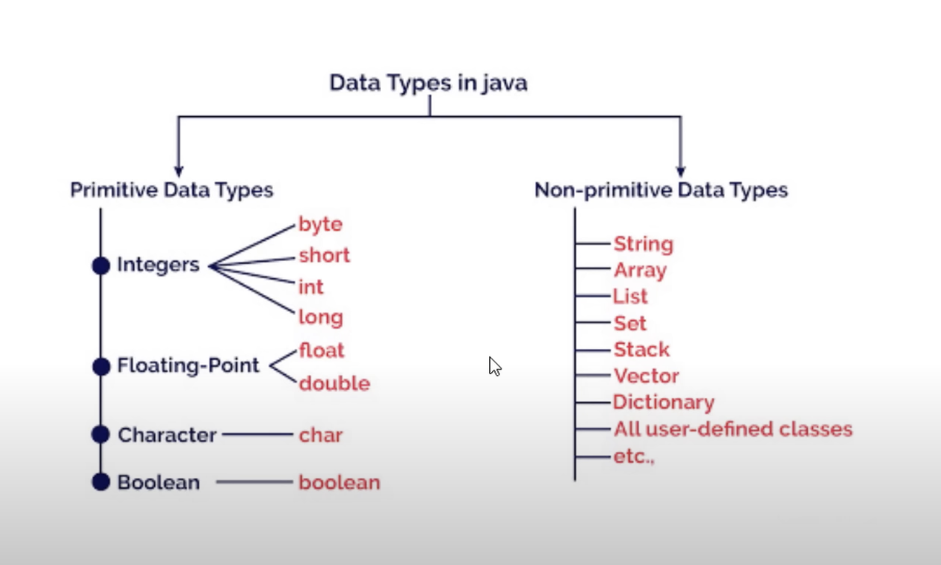 Data Types in java
Primitive Data Types
Integers
byte
short
int
long
Floating-Point
float
double
Character
char
Boolean
boolean
Non-primitive Data Types
String
Array
List
Set
Stack
Vector
Dictionary
All user-defined classes
etc.,